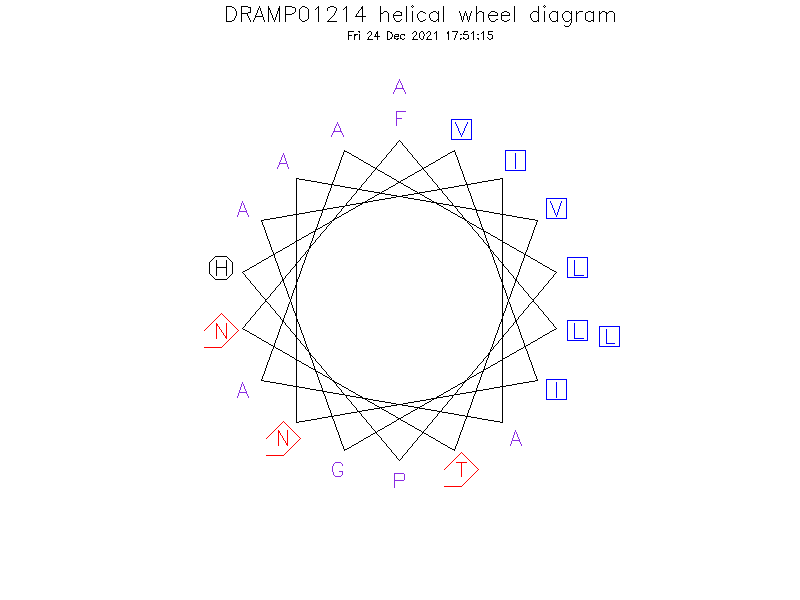 DRAMP01214 helical wheel diagram
Fri 24 Dec 2021 17:51:15
A
F
A V
A I
A V
H L
N L L
A I
N A
G T
P